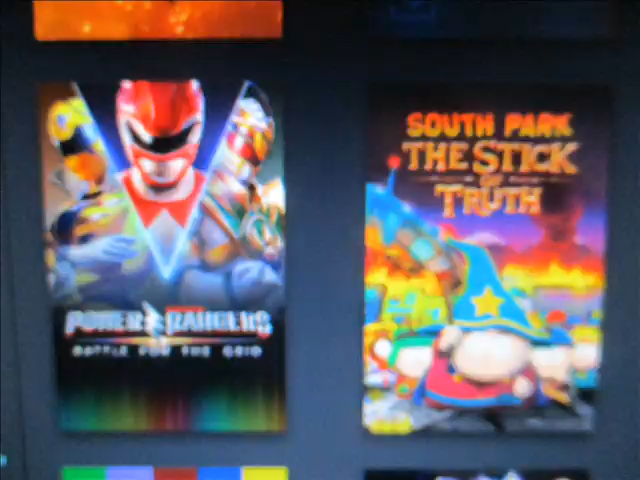 POWER RANGERS
BATTLE FOR THE GRID
SOUTH PARK
THE STICK
OF
TRUTH